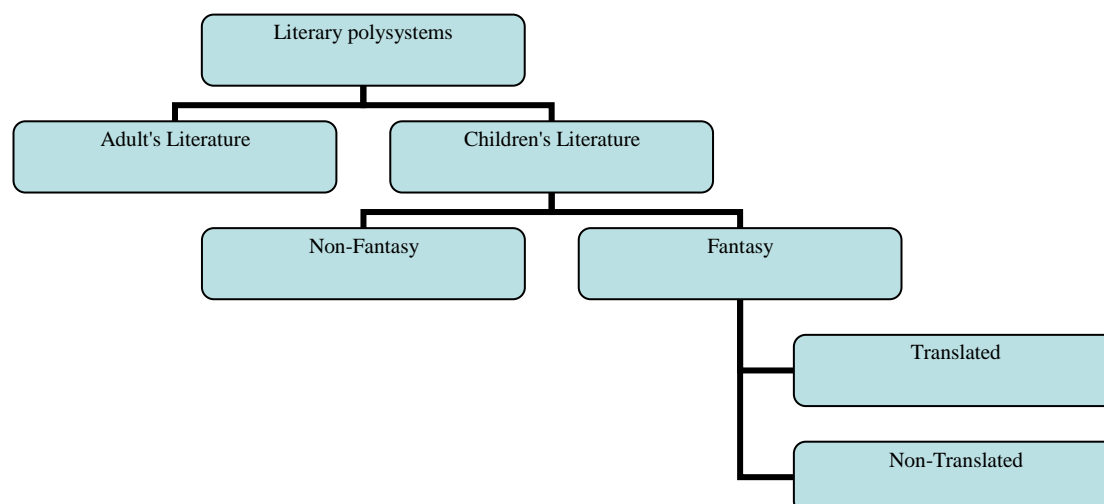 Literary polysystems
Adult's Literature
Children's Literature
Non-Fantasy
Fantasy
Translated
Non-Translated